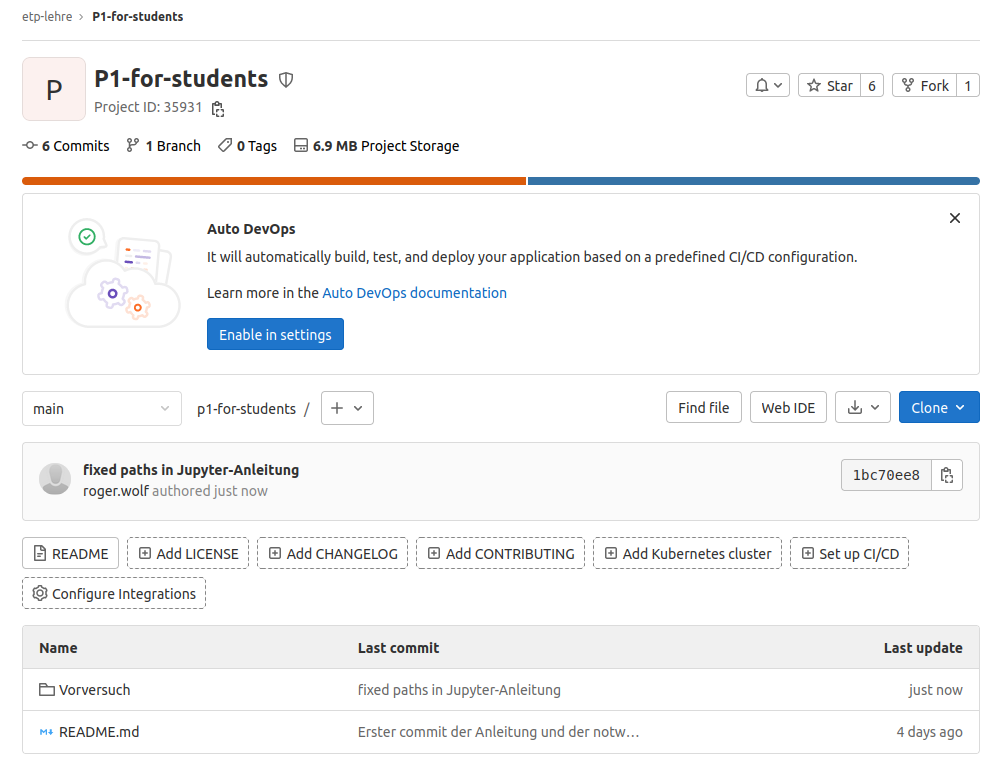 etp-lehre › P1-for-students
P
P1-for-students
Project ID: 35931
Star 6 Fork 1
6 Commits 1 Branch 0 Tags 6.9 MB Project Storage
Auto DevOps
It will automatically build, test, and deploy your application based on a predefined CI/CD configuration.
Learn more in the Auto DevOps documentation
Enable in settings
main p1-for-students / Find file Web IDE Clone
fixed paths in Jupyter-Anleitung
roger.wolf authored just now
1bc70ee8
README Add LICENSE Add CHANGELOG Add CONTRIBUTING Add Kubernetes cluster Set up CI/CD
Configure Integrations
Name Last commit Last update
Vorversuch fixed paths in Jupyter-Anleitung just now
README.md Erster commit der Anleitung und der notw… 4 days ago